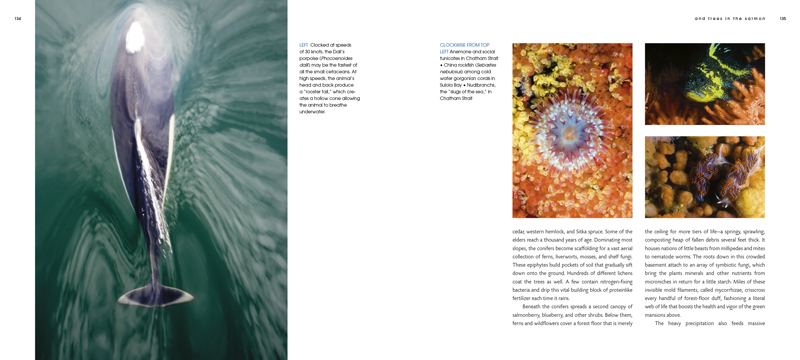 134
LEFT Clocked at speeds
of 30 knots, the Dall's
porpoise (Phocoenoides
dalli) may be the fastest of
all the small cetaceans. At
high speeds, the animal's
head and back produce
a "rooster tail," which cre-
ates a hollow cone allowing
the animal to breathe
underwater.
CLOCKWISE FROM TOP
LEFT Anemone and social
tunicates in Chatham Strait
• China rockfish (Sebastes
nebulosus) among cold
water gorgonian corals in
Suloia Bay • Nudibranchs,
the "slugs of the sea," in
Chatham Strait
and trees in the salmon
135
cedar, western hemlock, and Sitka spruce. Some of the
elders reach a thousand years of age. Dominating most
slopes, the conifers become scaffolding for a vast aerial
collection of ferns, liverworts, mosses, and shelf fungi.
These epiphytes build pockets of soil that gradually sift
down onto the ground. Hundreds of different lichens
coat the trees as well. A few contain nitrogen-fixing
bacteria and drip this vital building block of proteinlike
fertilizer each time it rains.
Beneath the conifers spreads a second canopy of
salmonberry, blueberry, and other shrubs. Below them,
ferns and wildflowers cover a forest floor that is merely
the ceiling for more tiers of life—a springy, sprawling,
composting heap of fallen debris several feet thick. It
houses nations of little beasts from millipedes and mites
to nematode worms. The roots down in this crowded
basement attach to an array of symbiotic fungi, which
bring the plants minerals and other nutrients from
microniches in return for a little starch. Miles of these
invisible mold filaments, called mycorrhizae, crisscross
every handful of forest-floor duff, fashioning a literal
web of life that boosts the health and vigor of the green
mansions above.
The heavy precipitation also feeds massive